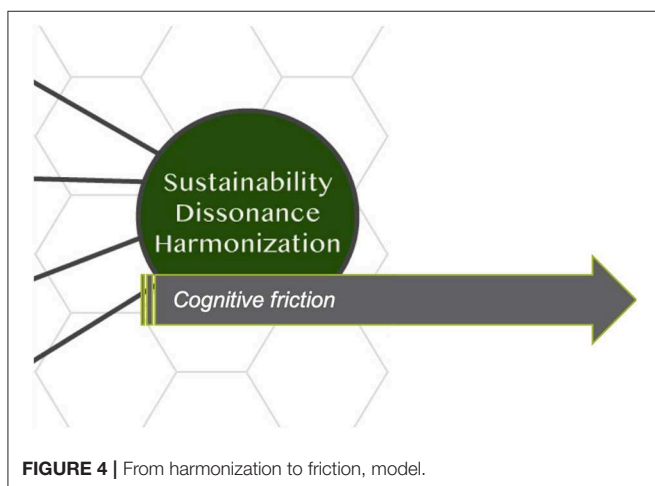 Sustainability
Dissonance
Harmonization
Cognitive friction
FIGURE 4 | From harmonization to friction, model.